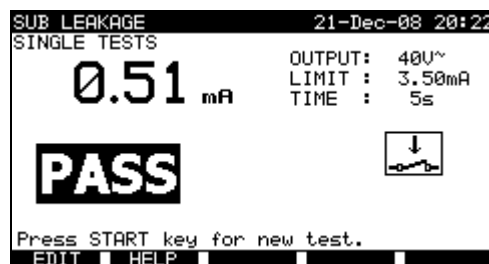 SUB LEAKAGE 21-Dec-08 20:22
SINGLE TESTS
0.51 mA
OUTPUT: 40V~
LIMIT : 3.50mA
TIME : 5s
PASS
Press START key for new test.
EDIT HELP